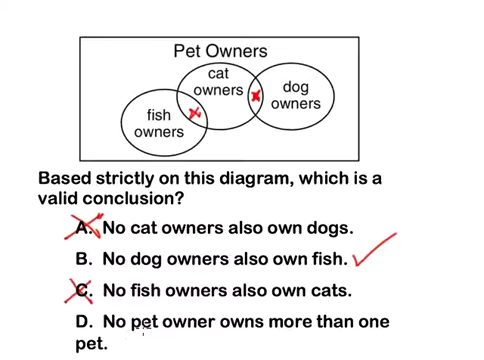 Pet Owners
cat
owners
dog
owners
fish
owners
Based strictly on this diagram, which is a
valid conclusion?
A. No cat owners also own dogs.
B. No dog owners also own fish.
C. No fish owners also own cats.
D. No pet owner owns more than one
pet.